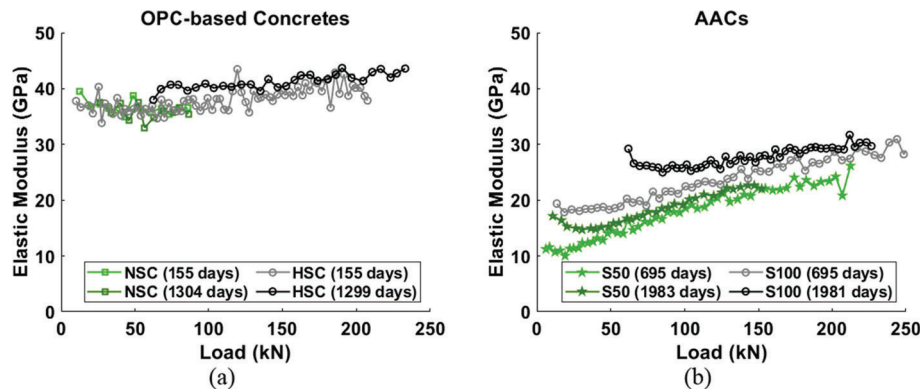 OPC-based Concretes
50
40
30
20
10
0
Elastic Modulus (GPa)
NSC (155 days)
HSC (155 days)
NSC (1304 days)
HSC (1299 days)
0 50 100 150 200 250
Load (kN)
(a)
AACs
50
40
30
20
10
0
Elastic Modulus (GPa)
S50 (695 days)
S100 (695 days)
S50 (1983 days)
S100 (1981 days)
0 50 100 150 200 250
Load (kN)
(b)